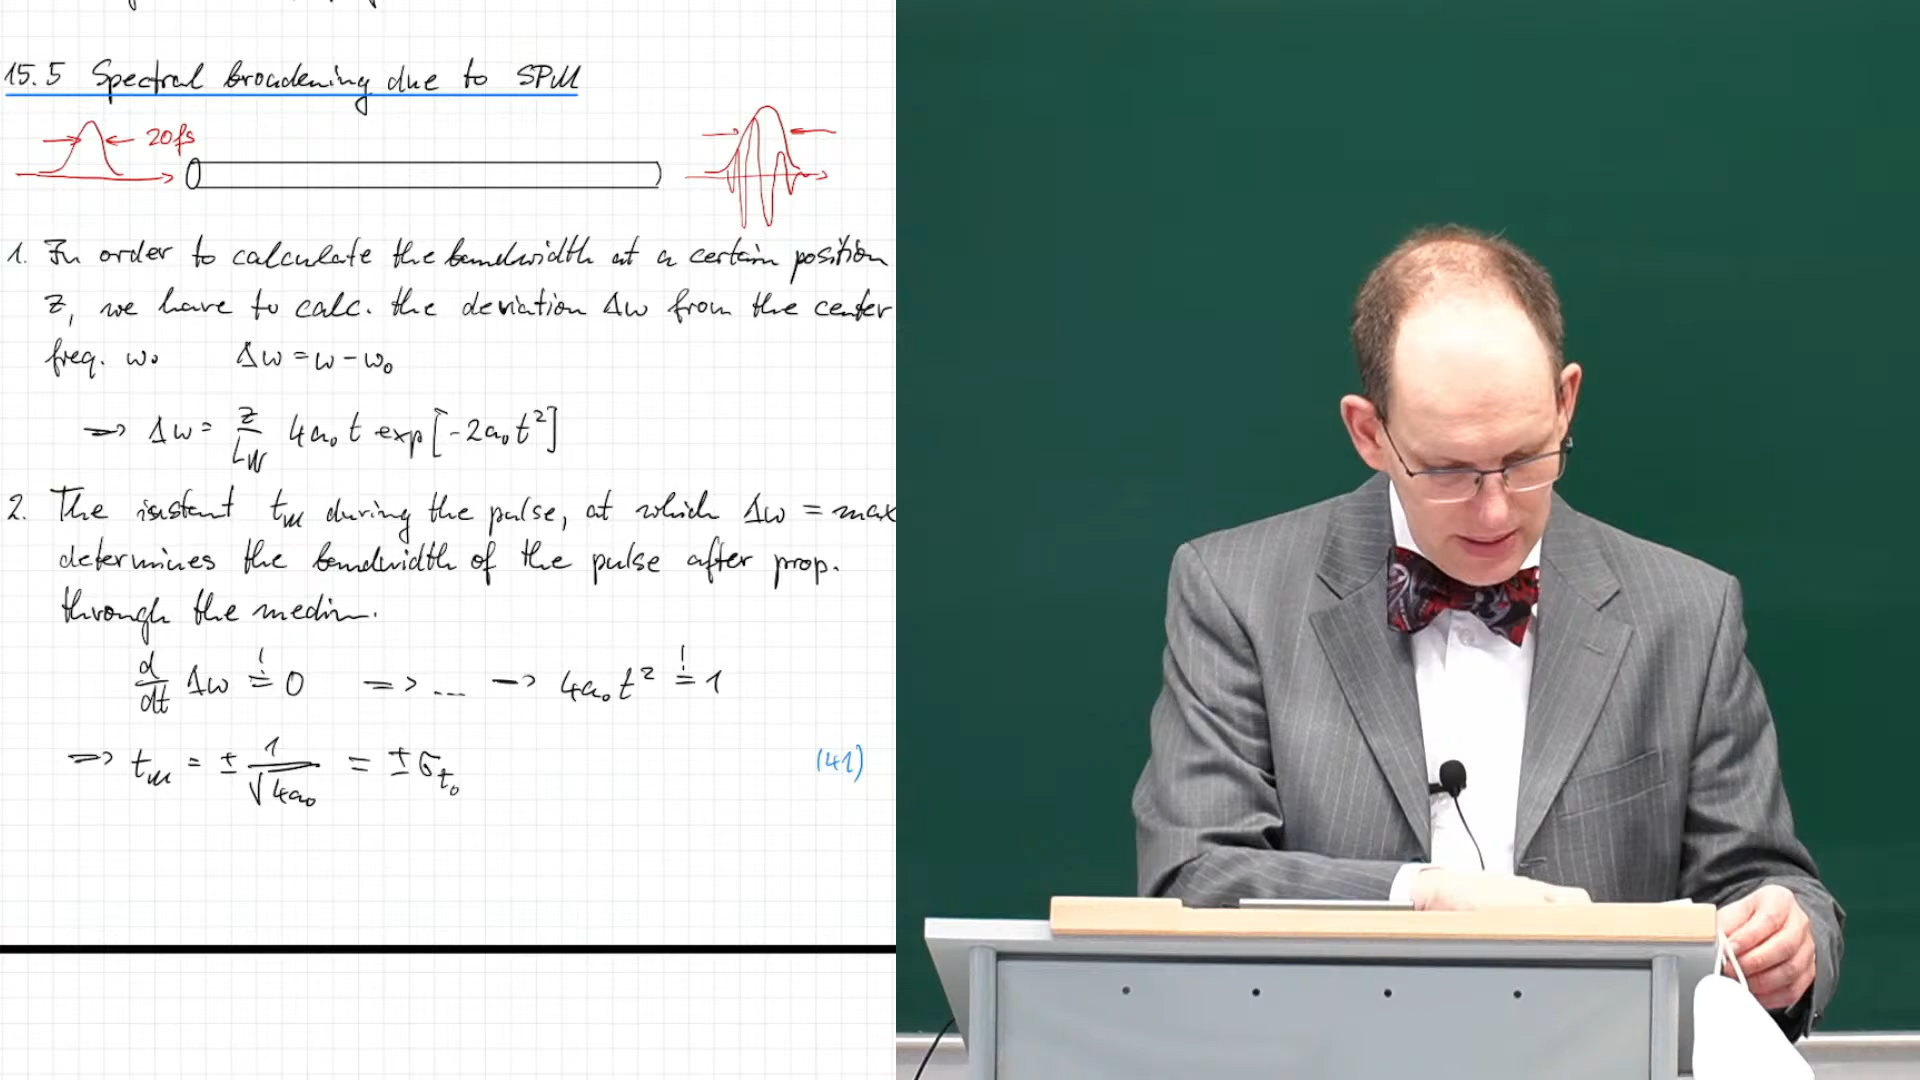 15.5 Spectral broadening due to SPM
20fs
1. In order to calculate the bandwidth at a certain position
z, we have to calc. the deviation Δω from the center
freq. ω₀ Δω = ω - ω₀
=> Δω = z/L_N 4a₀ t exp[-2a₀t²]
2. The instant t_m during the pulse, at which Δω = max
determines the bandwidth of the pulse after prop.
through the medim.
d/dt Δω =! 0 => ... -> 4a₀t² =! 1
=> t_m = ± 1/√4a₀ = ± σ_t₀ (41)